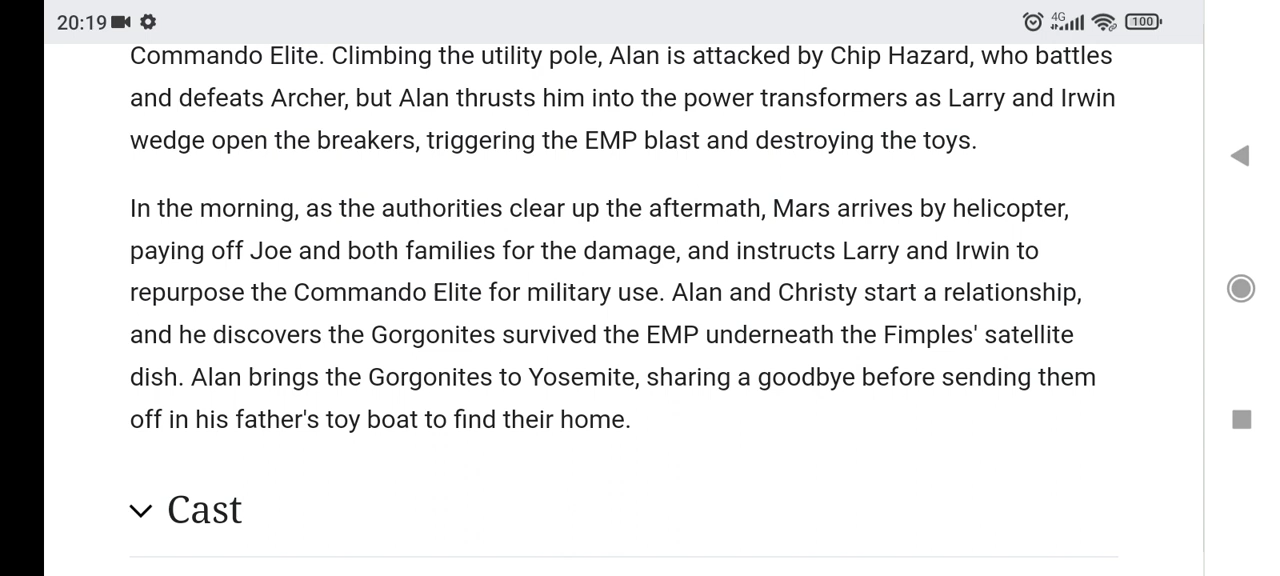 20:19 4G 100
Commando Elite. Climbing the utility pole, Alan is attacked by Chip Hazard, who battles
and defeats Archer, but Alan thrusts him into the power transformers as Larry and Irwin
wedge open the breakers, triggering the EMP blast and destroying the toys.
In the morning, as the authorities clear up the aftermath, Mars arrives by helicopter,
paying off Joe and both families for the damage, and instructs Larry and Irwin to
repurpose the Commando Elite for military use. Alan and Christy start a relationship,
and he discovers the Gorgonites survived the EMP underneath the Fimples' satellite
dish. Alan brings the Gorgonites to Yosemite, sharing a goodbye before sending them
off in his father's toy boat to find their home.
Cast